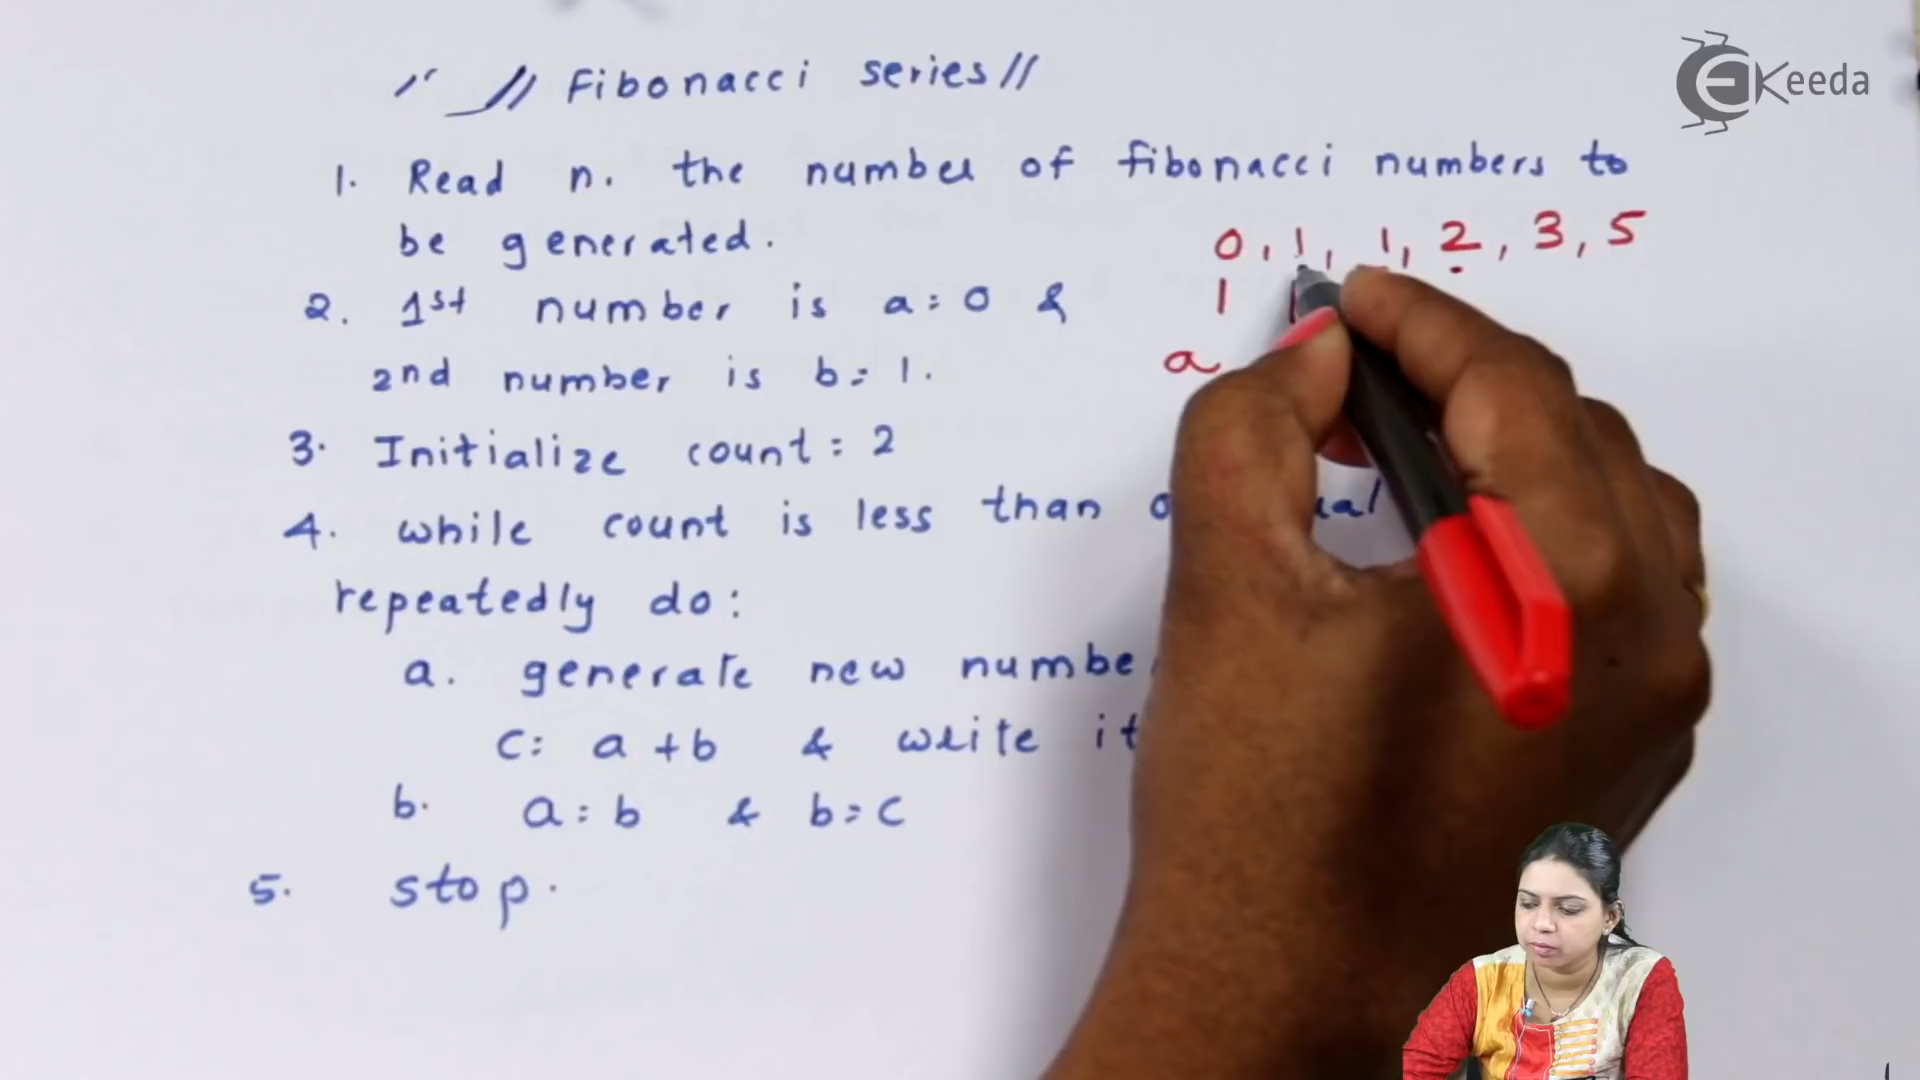 EKeeda
// Fibonacci series //
1. Read n. the number of fibonacci numbers to
be generated.
0, 1, 1, 2, 3, 5
2. 1st number is a = 0 &
2nd number is b = 1.
a
3. Initialize count = 2
4. while count is less than
repeatedly do:
a. generate new
c = a + b & write it
b. a = b & b = c
5. stop.